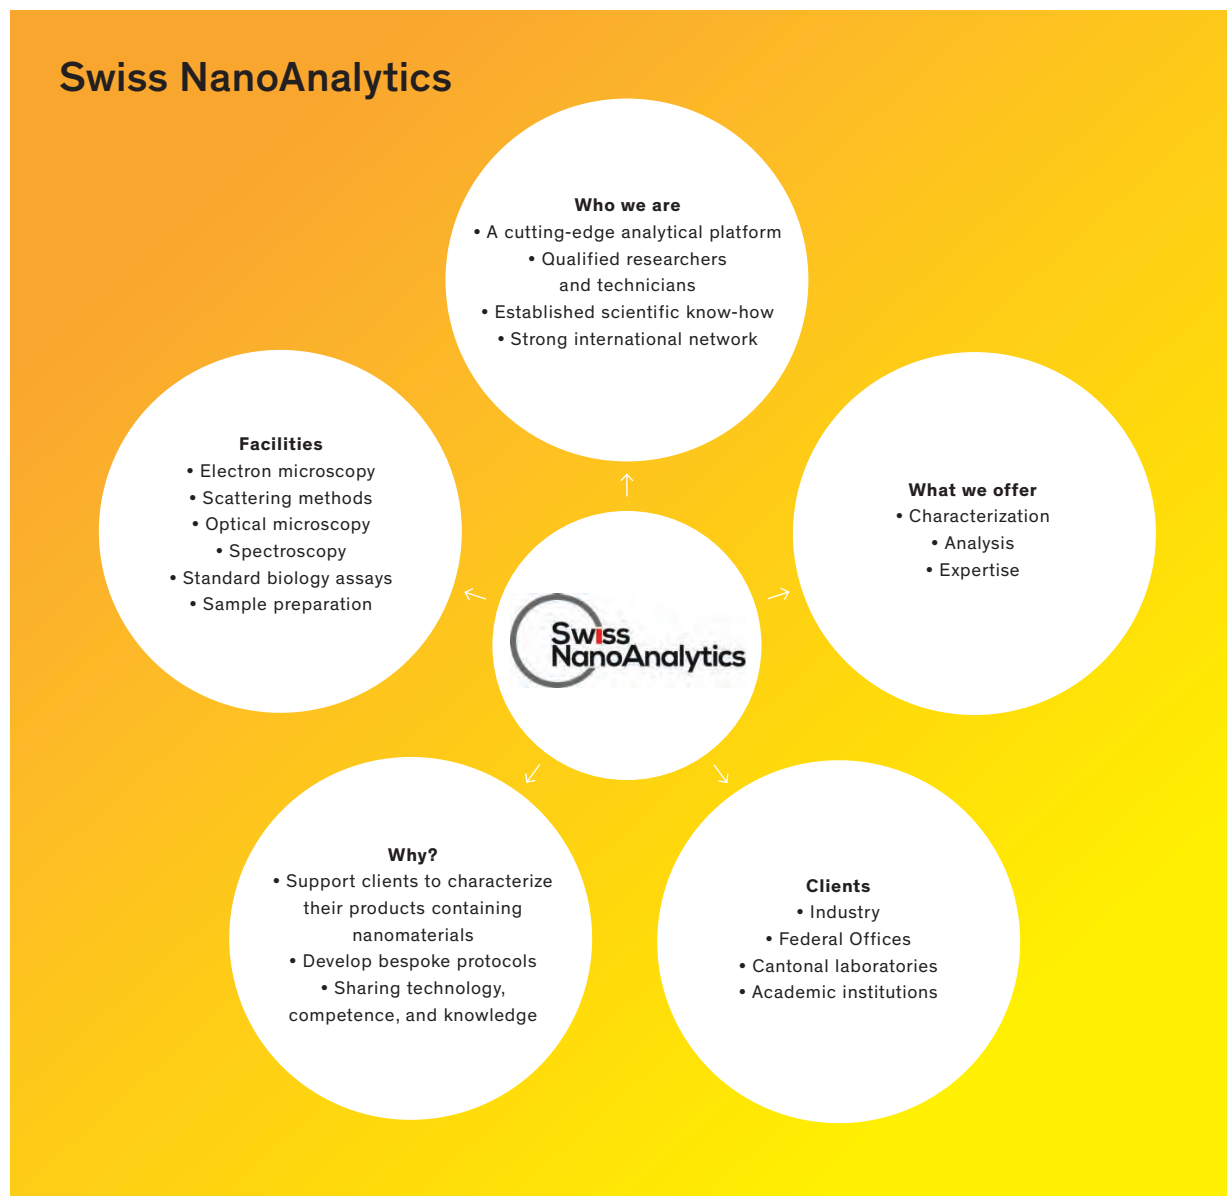 Swiss NanoAnalytics
Who we are
• A cutting-edge analytical platform
• Qualified researchers
and technicians
• Established scientific know-how
• Strong international network
Facilities
• Electron microscopy
• Scattering methods
• Optical microscopy
• Spectroscopy
• Standard biology assays
• Sample preparation
What we offer
• Characterization
• Analysis
• Expertise
Swiss
NanoAnalytics
Why?
• Support clients to characterize
their products containing
nanomaterials
• Develop bespoke protocols
• Sharing technology,
competence, and knowledge
Clients
• Industry
• Federal Offices
• Cantonal laboratories
• Academic institutions